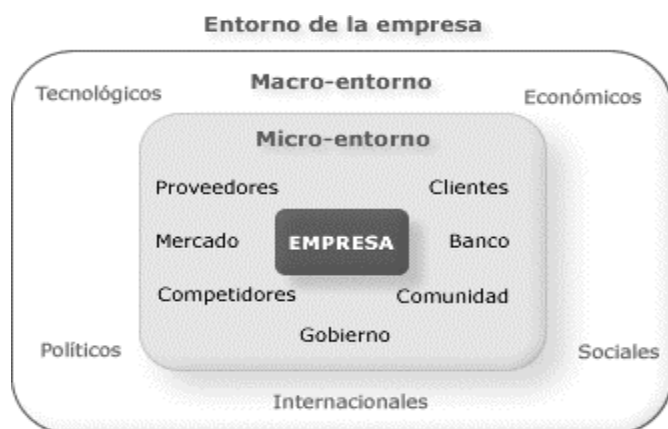 Entorno de la empresa
Macro-entorno
Tecnológicos
Económicos
Micro-entorno
Proveedores
Clientes
Mercado
EMPRESA
Banco
Competidores
Comunidad
Gobierno
Políticos
Sociales
Internacionales